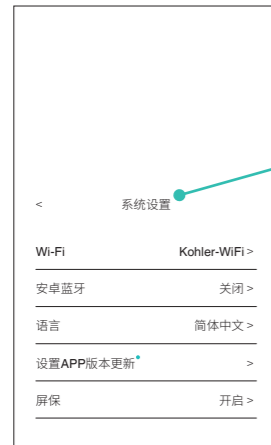 < 系统设置
Wi-Fi Kohler-WiFi >
安卓蓝牙 关闭 >
语言 简体中文 >
设置APP版本更新 >
屏保 开启 >